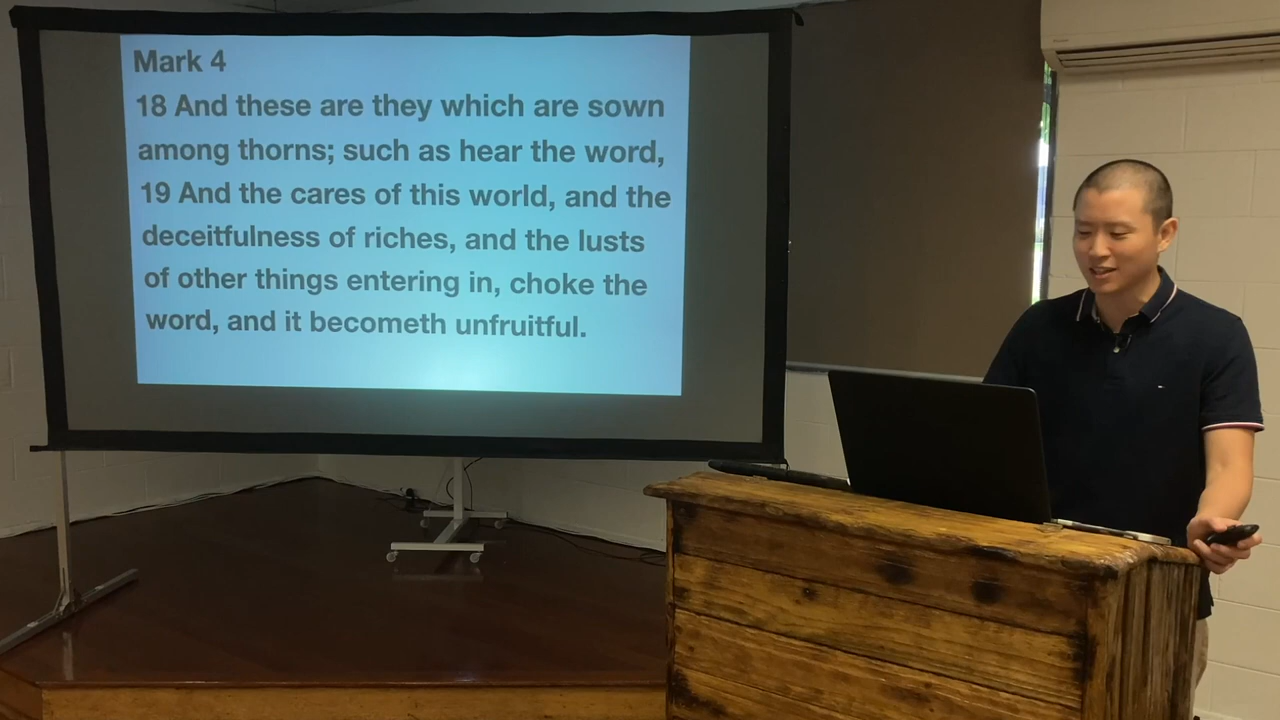 Mark 4
18 And these are they which are sown
among thorns; such as hear the word,
19 And the cares of this world, and the
deceitfulness of riches, and the lusts
of other things entering in, choke the
word, and it becometh unfruitful.